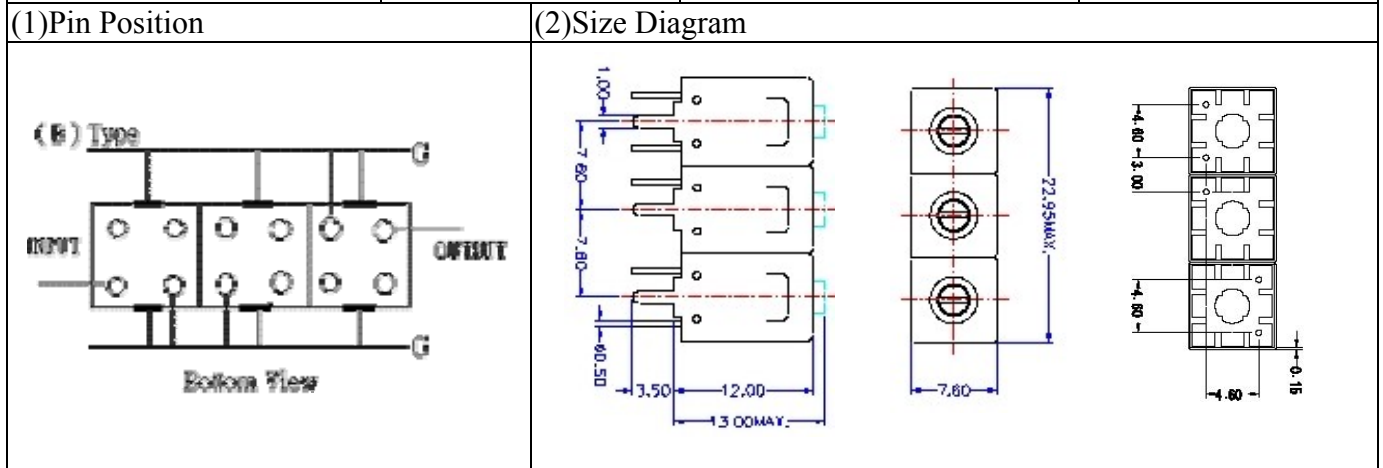 (1)Pin Position
(2)Size Diagram
(B) Type
G
INPUT
OUTPUT
G
Bottom View
1.00
7.60
7.60
ø0.50
3.50
12.00
13.00MAX.
22.95MAX.
7.60
4.60
3.00
4.60
4.60
0.15